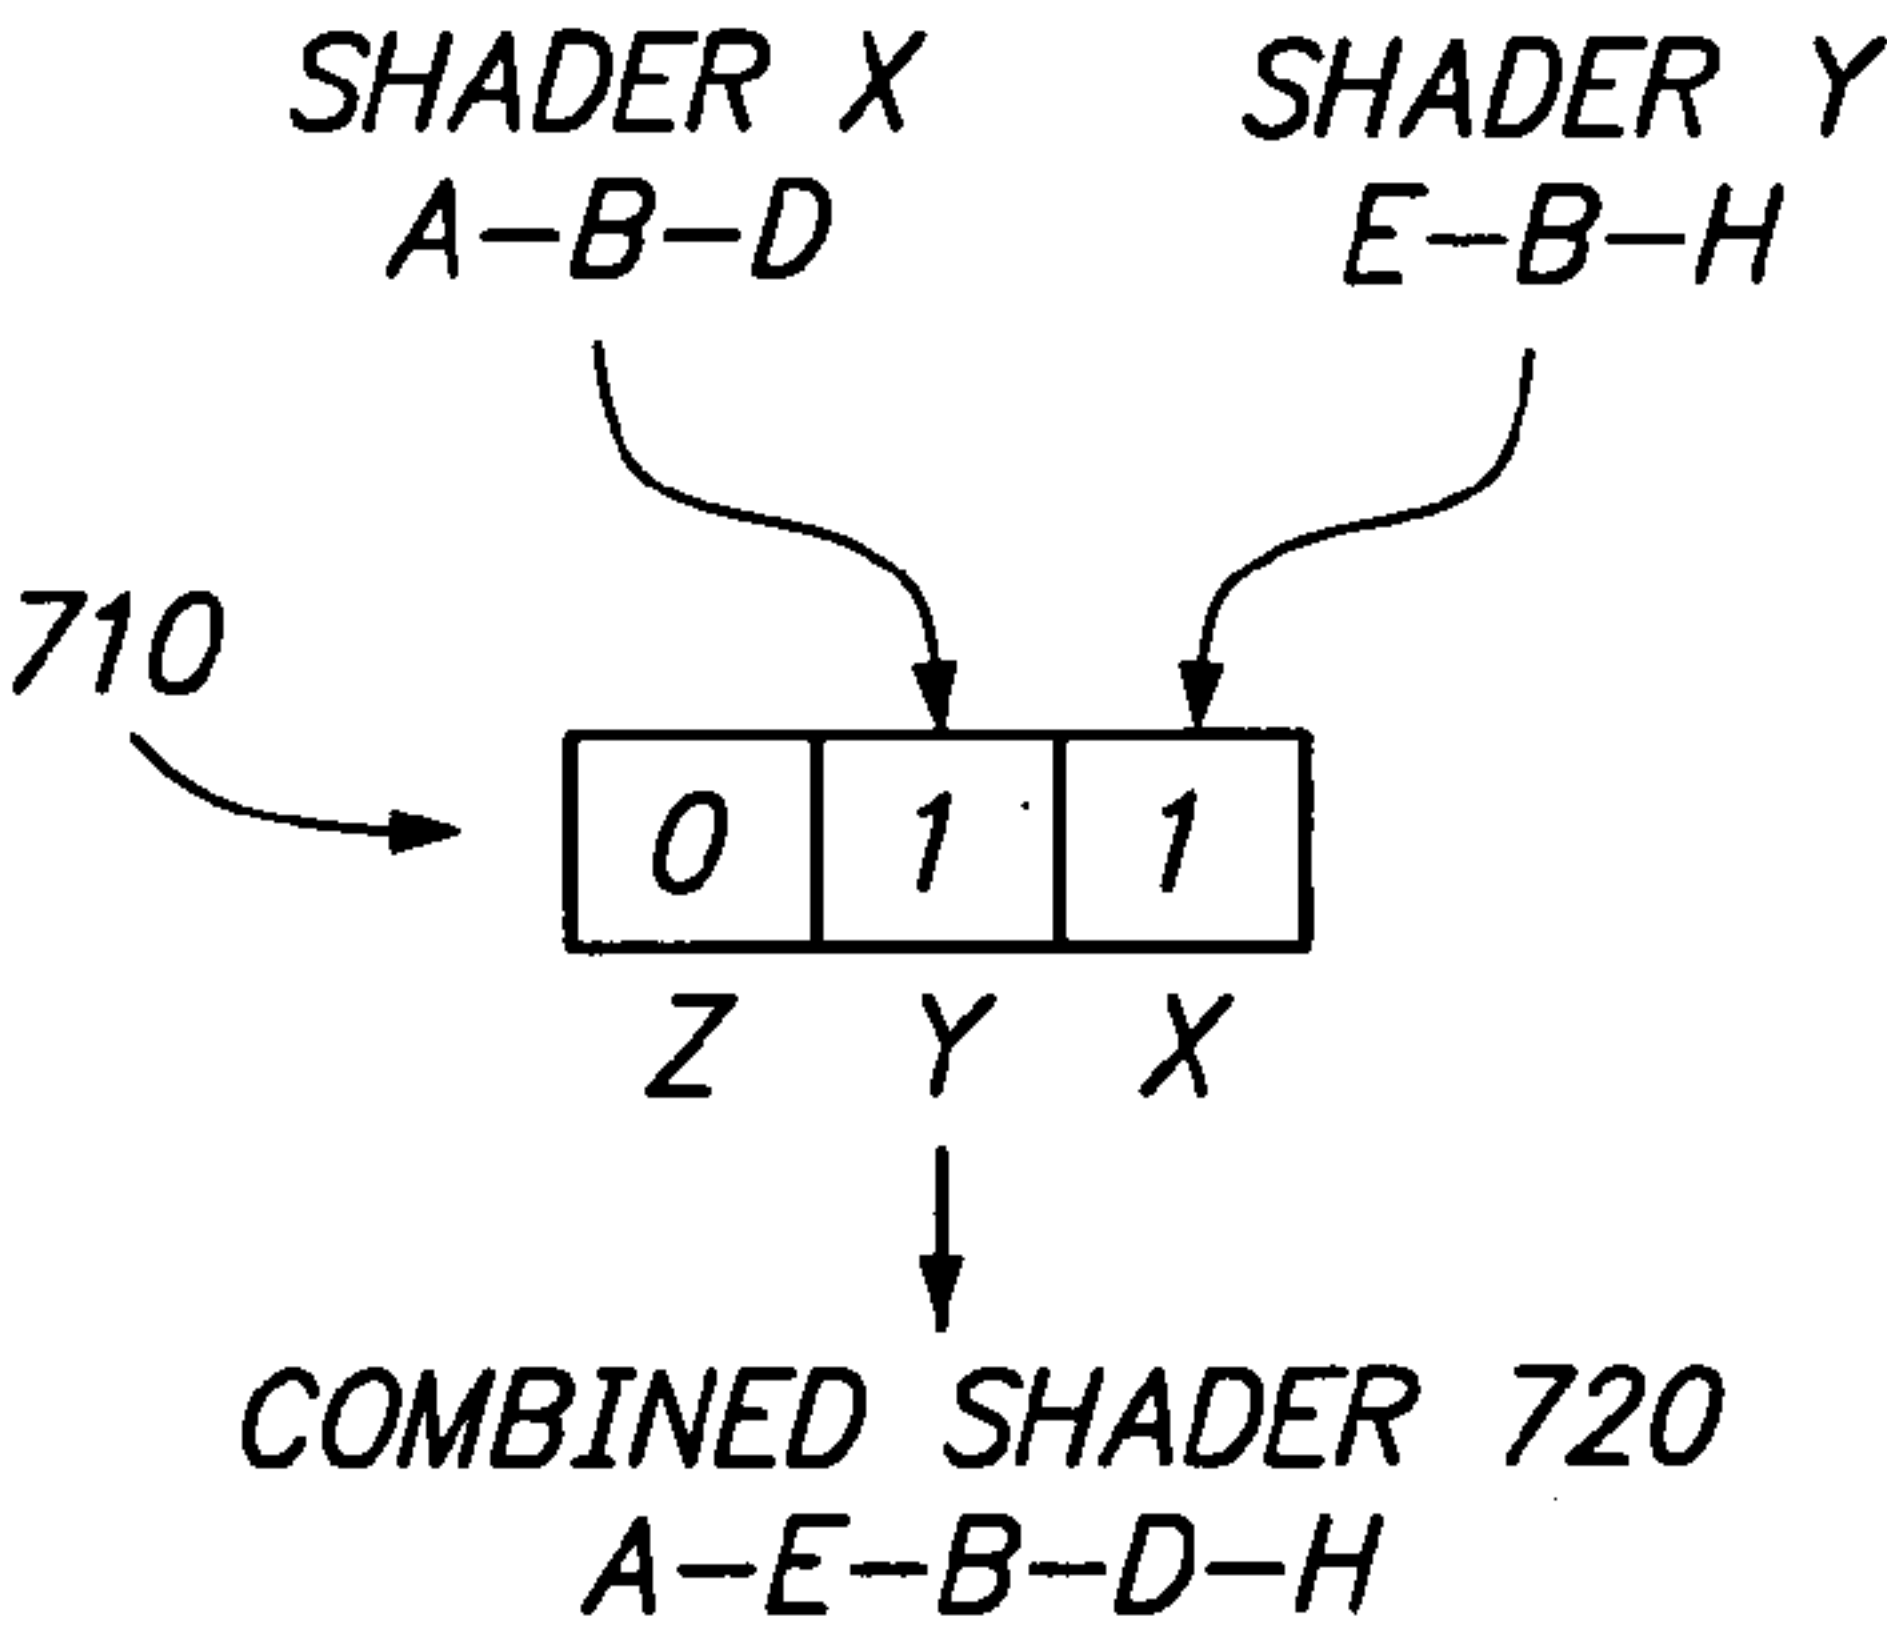 SHADER X
A-B-D
SHADER Y
E-B-H
710
0 1 1
Z Y X
COMBINED SHADER 720
A-E-B-D-H